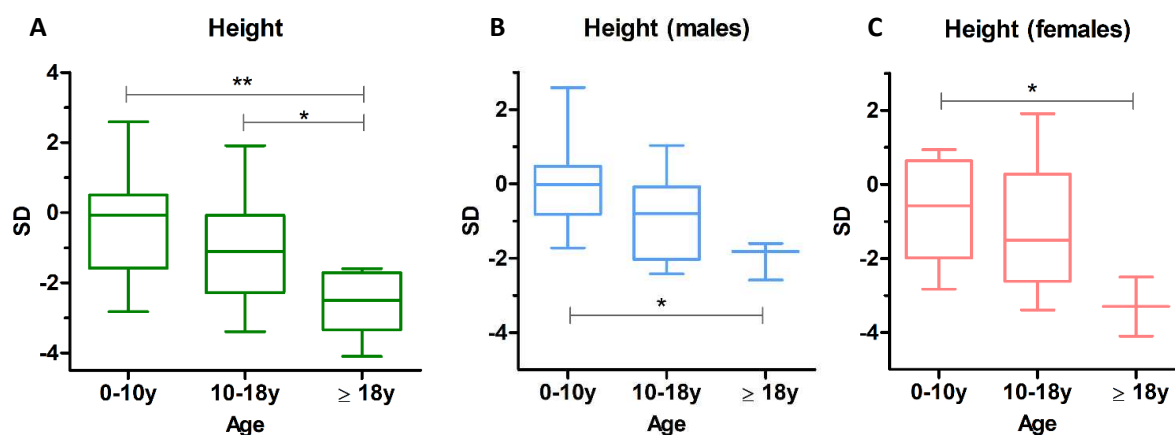 A
Height
SD
4
2
0
-2
-4
**
*
0-10y
10-18y
≥ 18y
Age
B
Height (males)
SD
2
0
-2
-4
*
0-10y
10-18y
≥ 18y
Age
C
Height (females)
SD
2
0
-2
-4
*
0-10y
10-18y
≥ 18y
Age